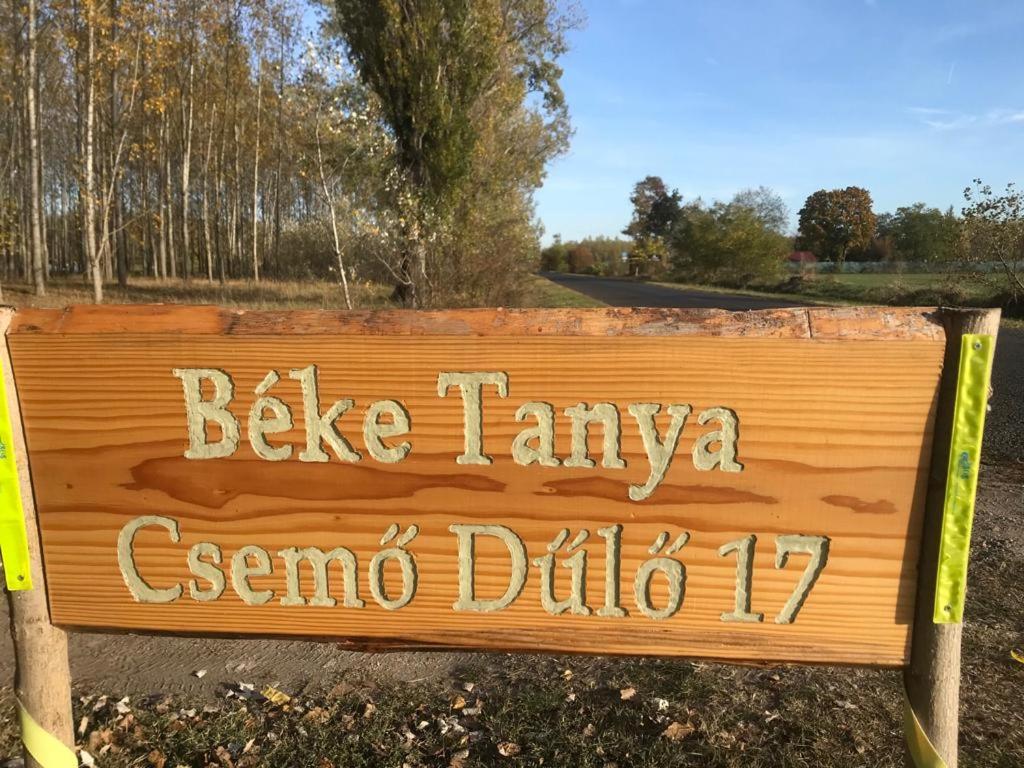 Béke Tanya
Csemő Dűlő 17